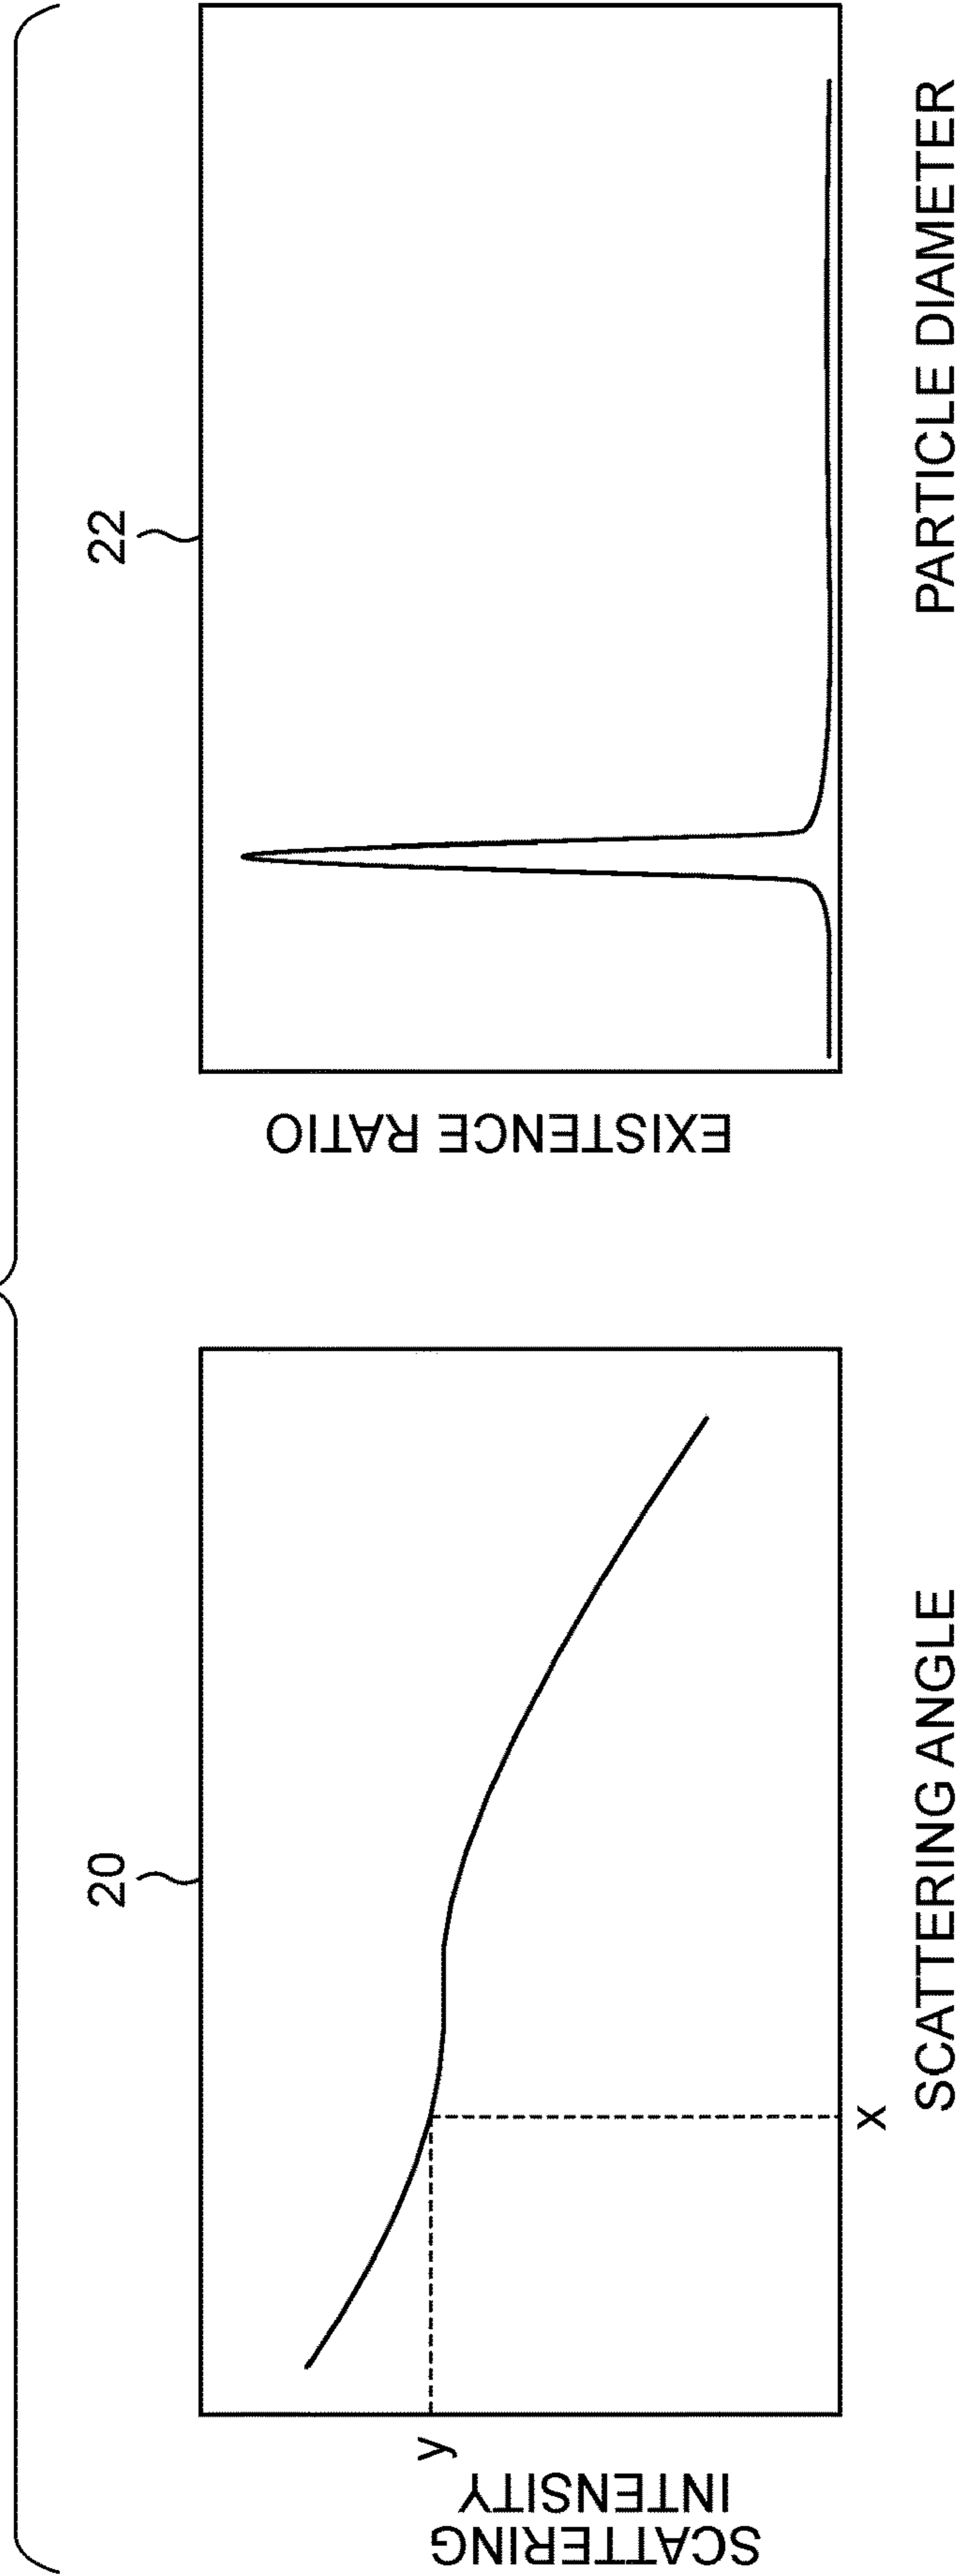 20
SCATTERING
INTENSITY
y
x
SCATTERING ANGLE
22
EXISTENCE RATIO
PARTICLE DIAMETER